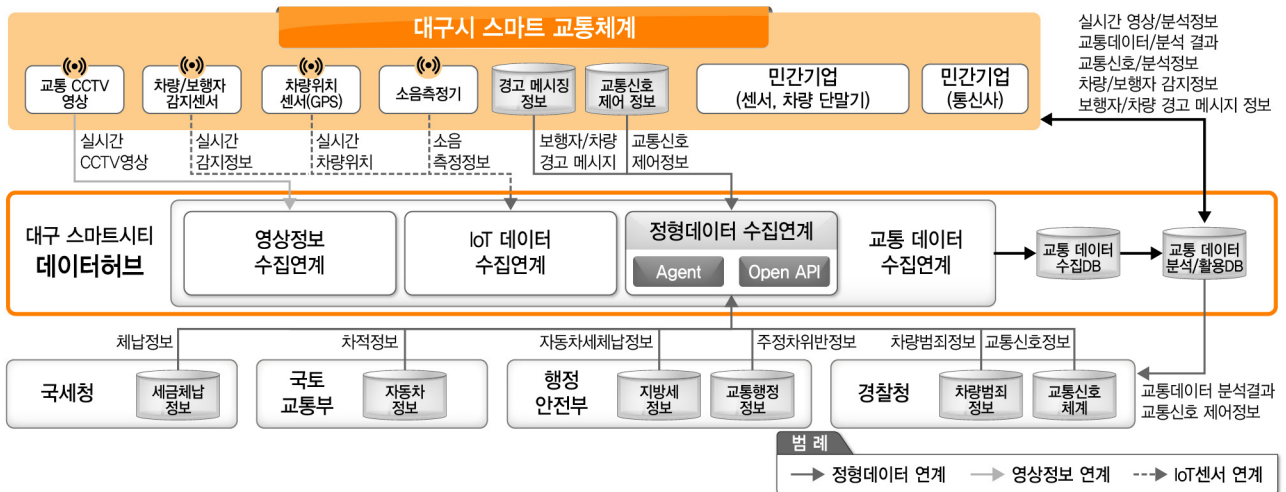 대구시 스마트 교통체계
실시간 영상/분석정보
교통데이터/분석 결과
교통신호/분석정보
차량/보행자 감지정보
보행자/차량 경고 메시지 정보
교통 CCTV
영상
차량/보행자
감지센서
차량위치
센서(GPS)
소음측정기
경고 메시징
정보
교통신호
제어 정보
민간기업
(센서, 차량 단말기)
민간기업
(통신사)
실시간
CCTV영상
실시간
감지정보
실시간
차량위치
소음
측정정보
보행자/차량
경고 메시지
교통신호
제어정보
대구 스마트시티
데이터허브
영상정보
수집연계
IoT 데이터
수집연계
정형데이터 수집연계
Agent
Open API
교통 데이터
수집연계
교통 데이터
수집DB
교통 데이터
분석/활용DB
체납정보
차적정보
자동차세체납정보
주정차위반정보
차량범죄정보
교통신호정보
국세청
세금체납
정보
국토
교통부
자동차
정보
행정
안전부
지방세
정보
교통행정
정보
경찰청
차량범죄
정보
교통신호
체계
교통데이터 분석결과
교통신호 제어정보
범 례
정형데이터 연계
영상정보 연계
IoT센서 연계